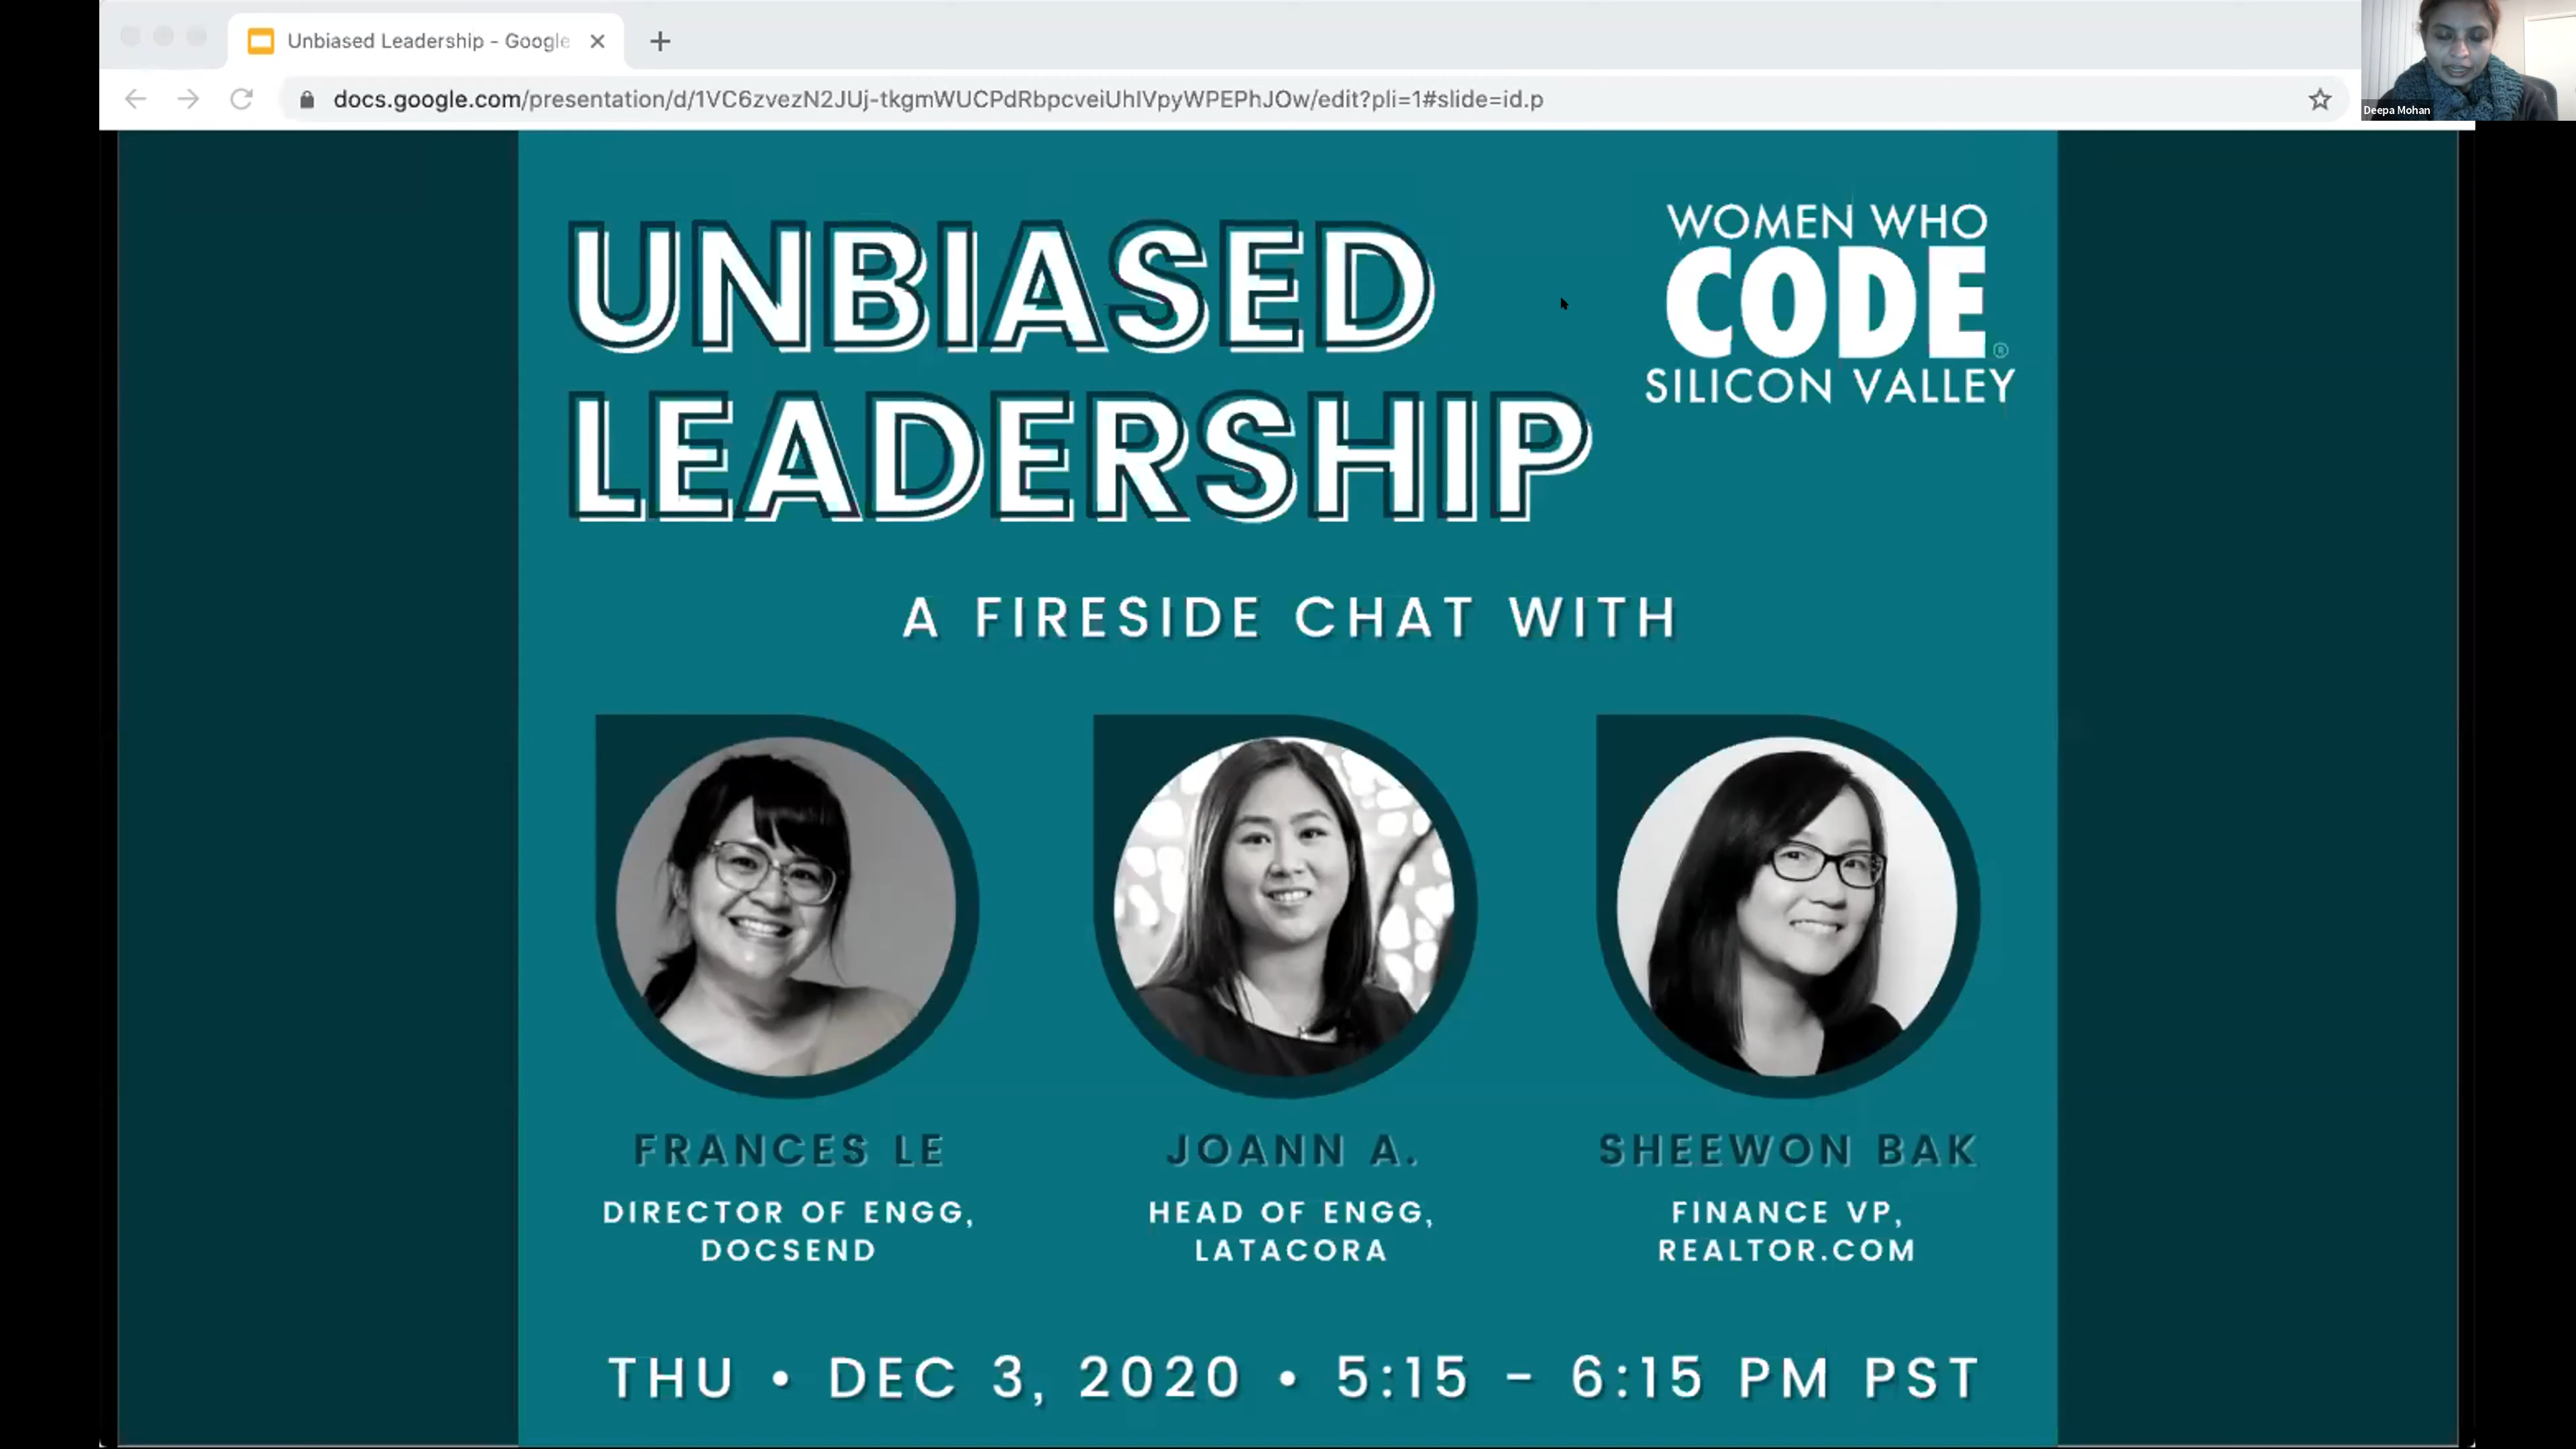 Unbiased Leadership - Google
docs.google.com/presentation/d/1VC6zvezN2JUj-tkgmWUCPdRbpcveiUhIVpyWPEPhJOw/edit?pli=1#slide=id.p
Deepa Mohan
UNBIASED
LEADERSHIP
WOMEN WHO
CODE®
SILICON VALLEY
A FIRESIDE CHAT WITH
FRANCES LE
DIRECTOR OF ENGG,
DOCSEND
JOANN A.
HEAD OF ENGG,
LATACORA
SHEEWON BAK
FINANCE VP,
REALTOR.COM
THU • DEC 3, 2020 • 5:15 - 6:15 PM PST